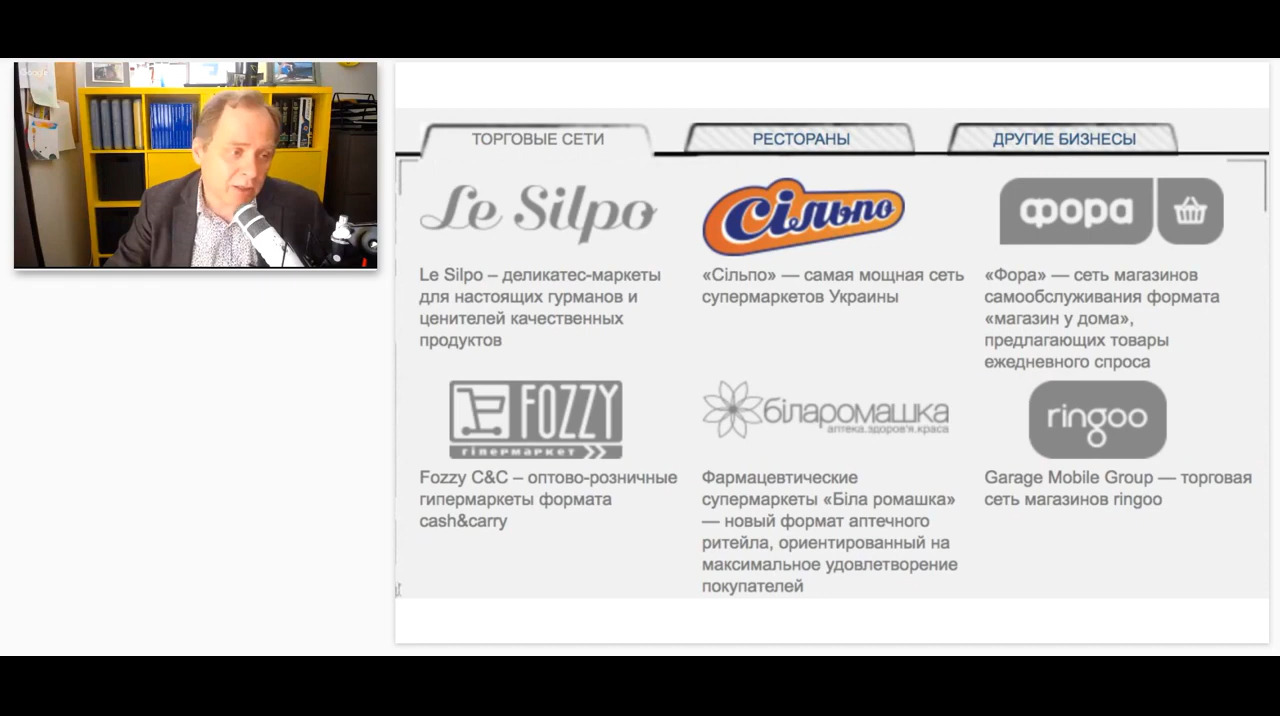 Google
ТОРГОВЫЕ СЕТИ
РЕСТОРАНЫ
ДРУГИЕ БИЗНЕСЫ
Le Silpo
Le Silpo – деликатес-маркеты
для настоящих гурманов и
ценителей качественных
продуктов
Сільпо
«Сільпо» — самая мощная сеть
супермаркетов Украины
фора
«Фора» — сеть магазинов
самообслуживания формата
«магазин у дома»,
предлагающих товары
ежедневного спроса
FOZZY
гіпермаркет
Fozzy C&C – оптово-розничные
гипермаркеты формата
cash&carry
біларомашка
аптека.здоров'я.краса
Фармацевтические
супермаркеты «Біла ромашка»
— новый формат аптечного
ритейла, ориентированный на
максимальное удовлетворение
покупателей
ringoo
Garage Mobile Group — торговая
сеть магазинов ringoo